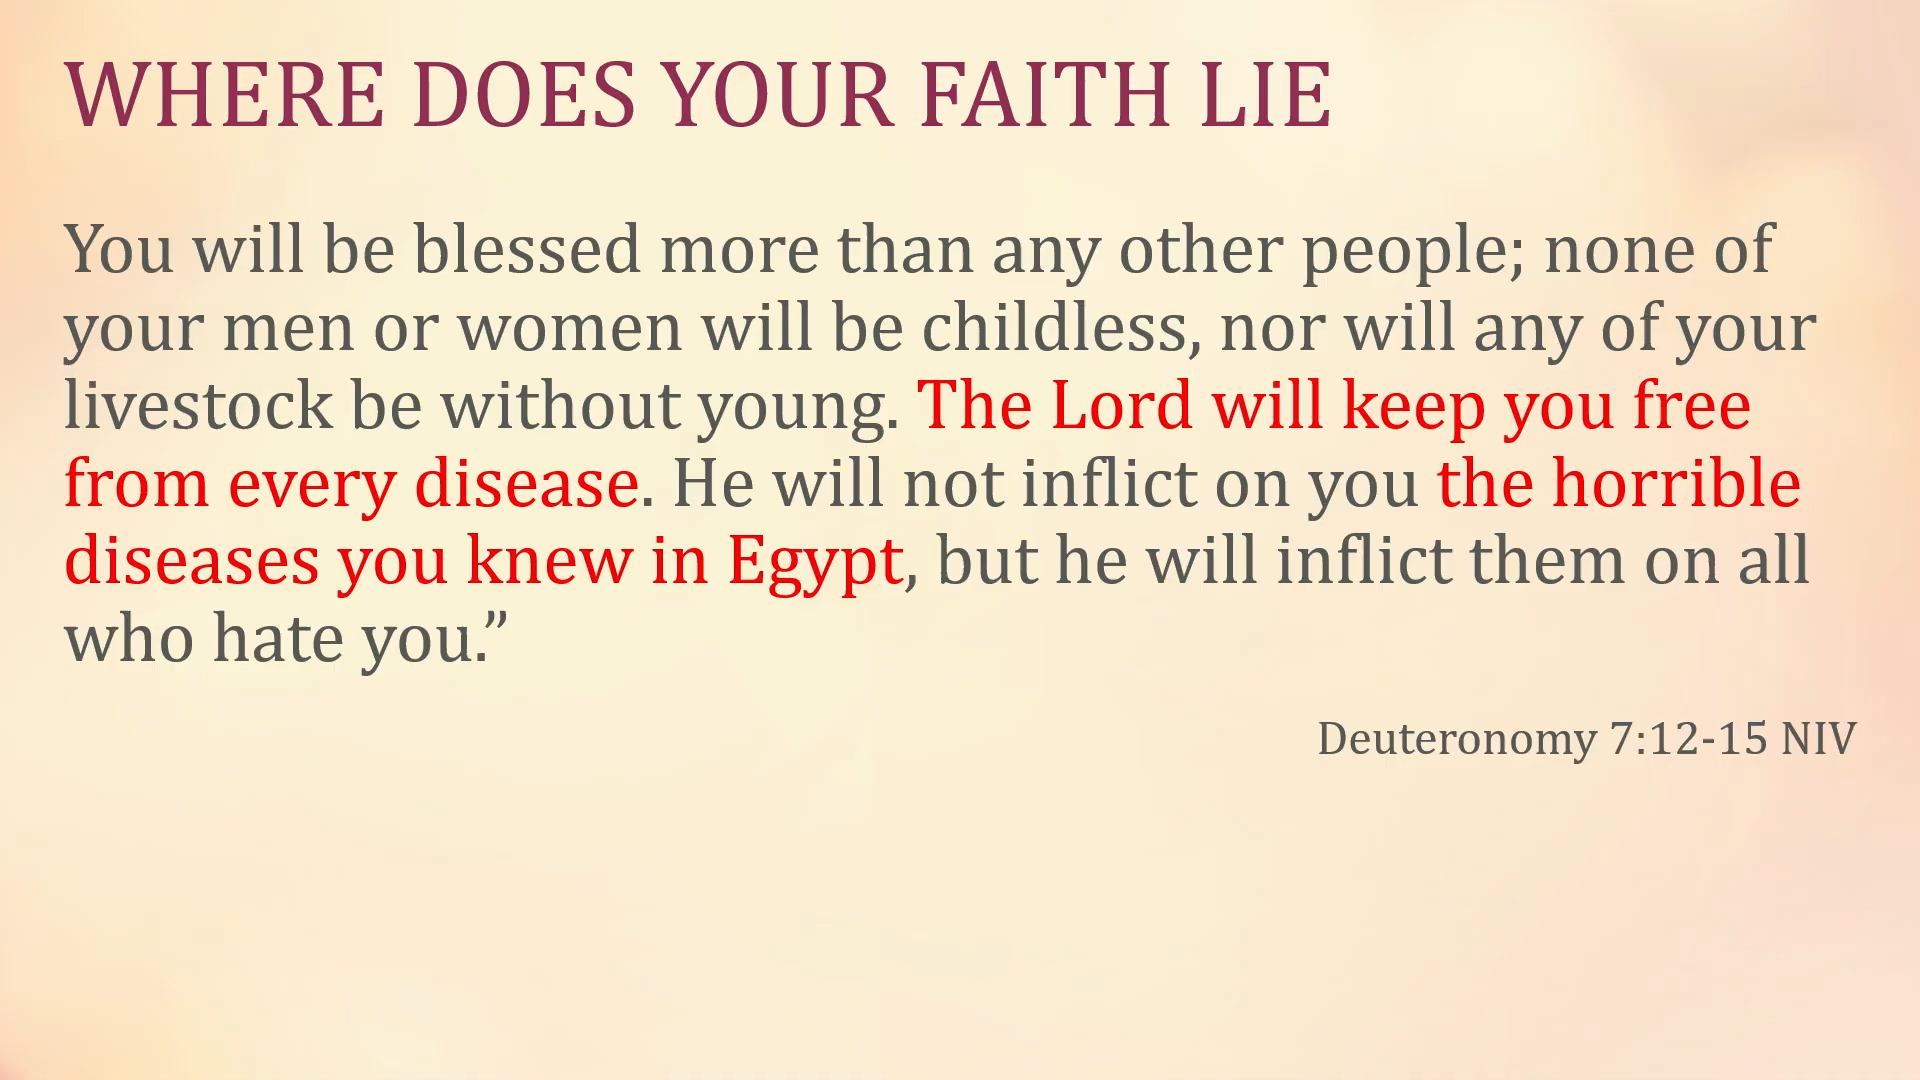 WHERE DOES YOUR FAITH LIE
You will be blessed more than any other people; none of
your men or women will be childless, nor will any of your
livestock be without young. The Lord will keep you free
from every disease. He will not inflict on you the horrible
diseases you knew in Egypt, but he will inflict them on all
who hate you.”
Deuteronomy 7:12-15 NIV